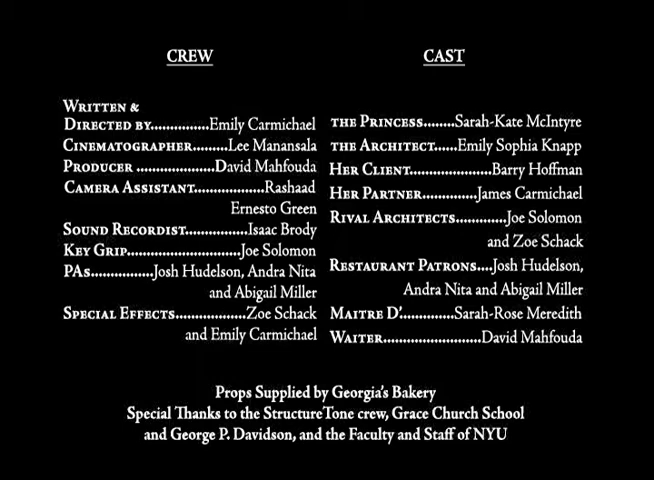 CREW
WRITTEN &
DIRECTED BY...............Emily Carmichael
CINEMATOGRAPHER.........Lee Manansala
PRODUCER ..................David Mahfouda
CAMERA ASSISTANT..................Rashaad
Ernesto Green
SOUND RECORDIST................Isaac Brody
KEY GRIP.............................Joe Solomon
PAS................Josh Hudelson, Andra Nita
and Abigail Miller
SPECIAL EFFECTS..................Zoe Schack
and Emily Carmichael
CAST
THE PRINCESS........Sarah-Kate McIntyre
THE ARCHITECT......Emily Sophia Knapp
HER CLIENT.....................Barry Hoffman
HER PARTNER..............James Carmichael
RIVAL ARCHITECTS.............Joe Solomon
and Zoe Schack
RESTAURANT PATRONS....Josh Hudelson,
Andra Nita and Abigail Miller
MAITRE D'.............Sarah-Rose Meredith
WAITER.........................David Mahfouda
Props Supplied by Georgia's Bakery
Special Thanks to the StructureTone crew, Grace Church School
and George P. Davidson, and the Faculty and Staff of NYU